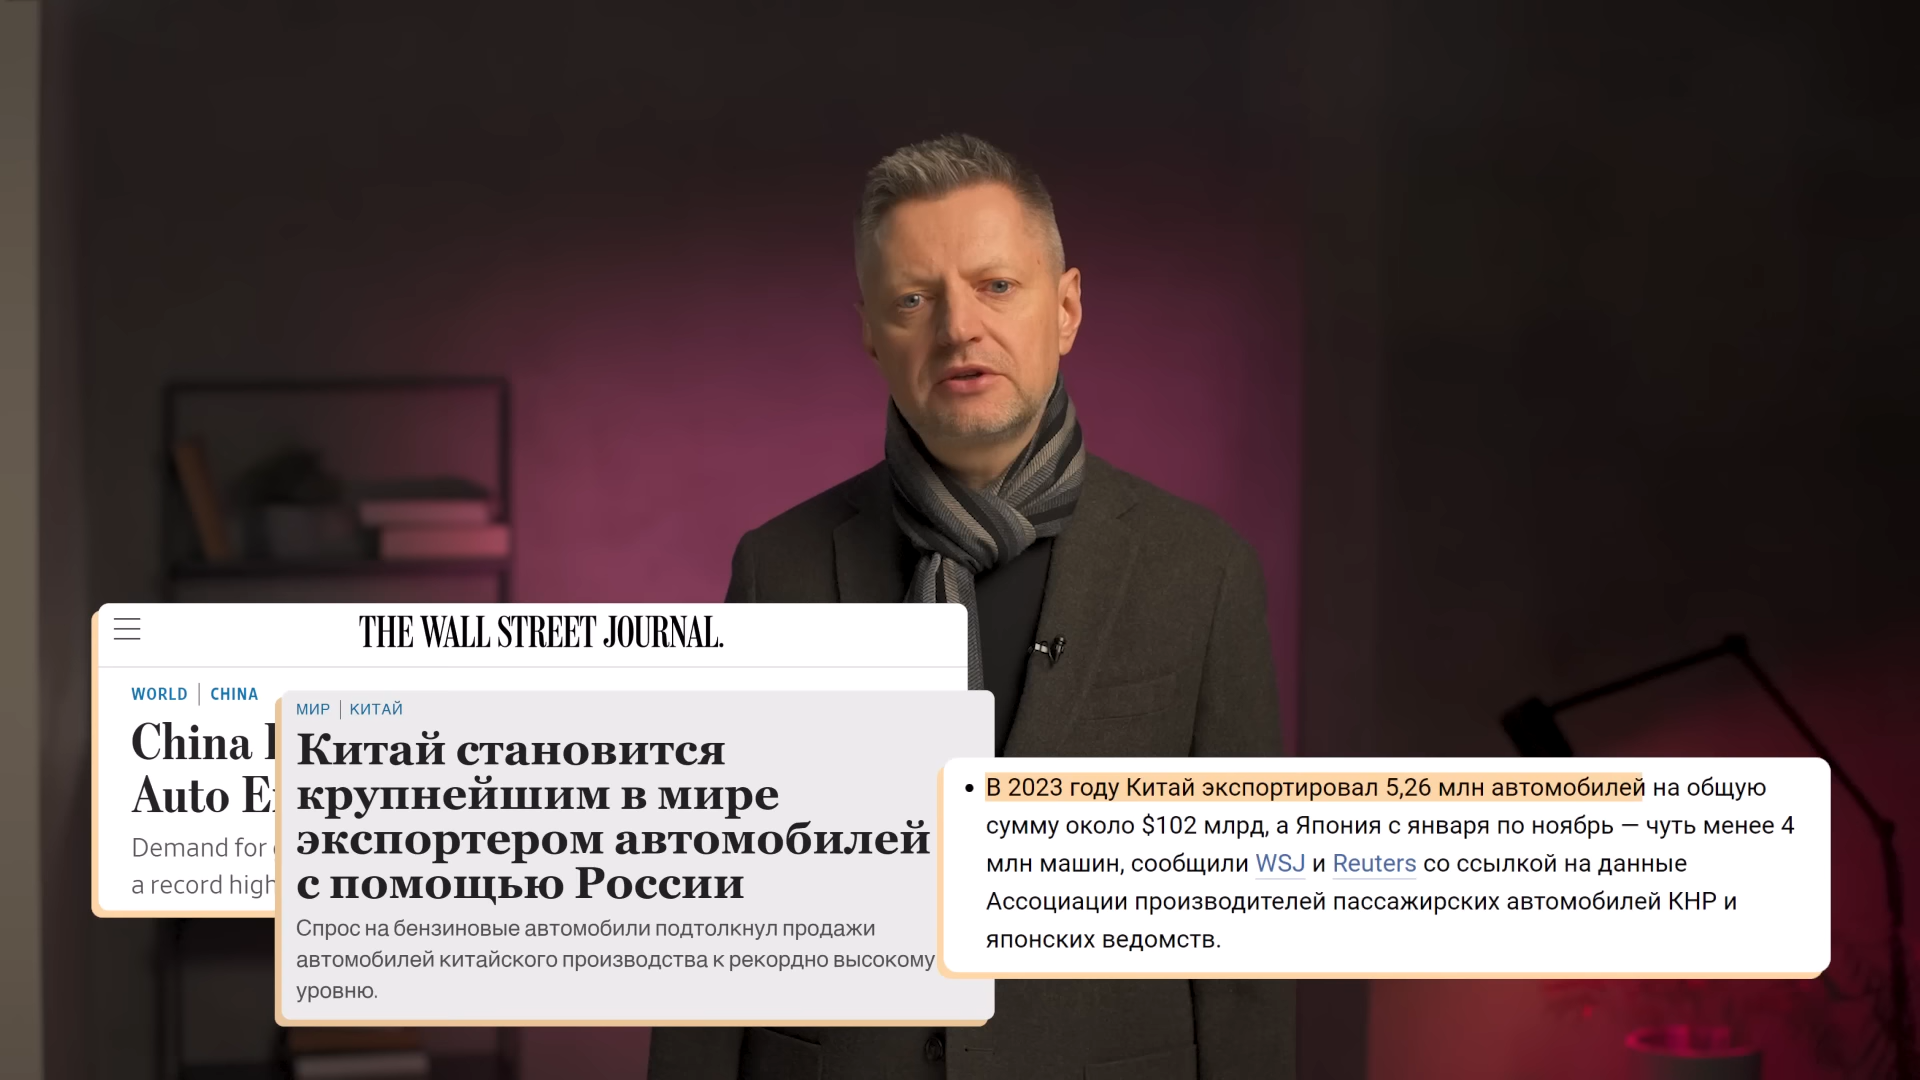 THE WALL STREET JOURNAL.
WORLD | CHINA
China
Auto
Demand for
a record high
МИР | КИТАЙ
Китай становится
крупнейшим в мире
экспортером автомобилей
с помощью России
Спрос на бензиновые автомобили подтолкнул продажи
автомобилей китайского производства к рекордно высокому
уровню.
• В 2023 году Китай экспортировал 5,26 млн автомобилей на общую
сумму около $102 млрд, а Япония с января по ноябрь — чуть менее 4
млн машин, сообщили WSJ и Reuters со ссылкой на данные
Ассоциации производителей пассажирских автомобилей КНР и
японских ведомств.